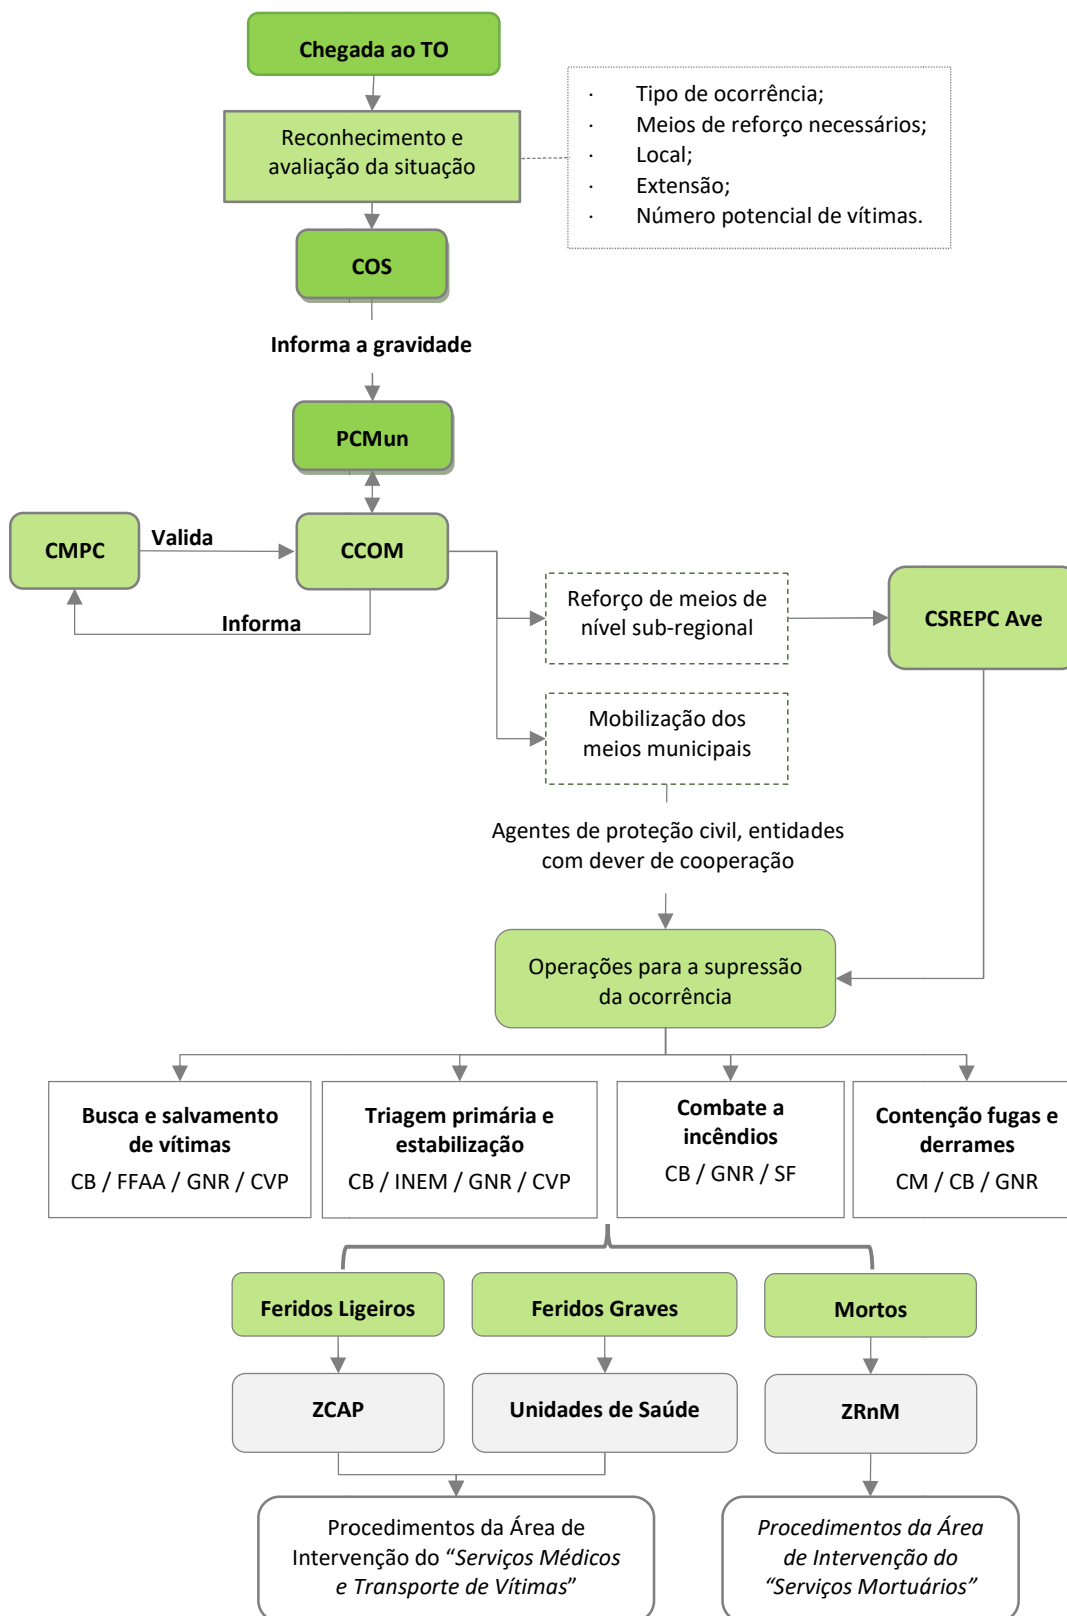 Chegada ao TO
· Tipo de ocorrência;
· Meios de reforço necessários;
· Local;
· Extensão;
· Número potencial de vítimas.
Reconhecimento e
avaliação da situação
COS
Informa a gravidade
PCMun
CMPC
Valida
CCOM
Informa
Reforço de meios de
nível sub-regional
CSREPC Ave
Mobilização dos
meios municipais
Agentes de proteção civil, entidades
com dever de cooperação
Operações para a supressão
da ocorrência
Busca e salvamento
de vítimas
CB / FFAA / GNR / CVP
Triagem primária e
estabilização
CB / INEM / GNR / CVP
Combate a
incêndios
CB / GNR / SF
Contenção fugas e
derrames
CM / CB / GNR
Feridos Ligeiros
Feridos Graves
Mortos
ZCAP
Unidades de Saúde
ZRnM
Procedimentos da Área de
Intervenção do “Serviços Médicos
e Transporte de Vítimas”
Procedimentos da Área
de Intervenção do
“Serviços Mortuários”